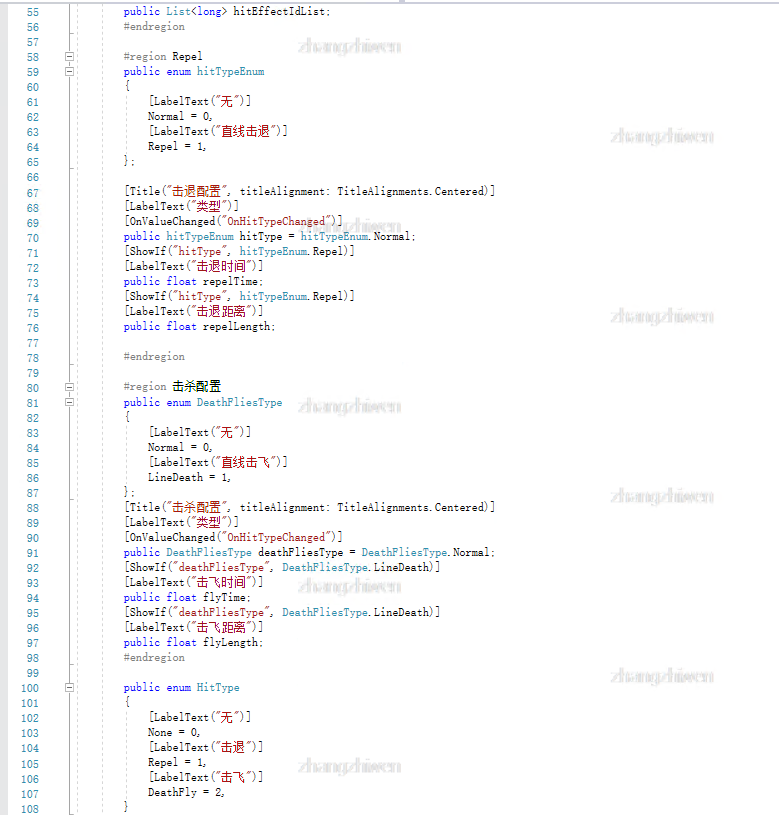 55 public List<long> hitEffectIdList;
56 #endregion
57
58 #region Repel
59 public enum hitTypeEnum
60 {
61 [LabelText("无")]
62 Normal = 0,
63 [LabelText("直线击退")]
64 Repel = 1,
65 };
66
67 [Title("击退配置", titleAlignment: TitleAlignments.Centered)]
68 [LabelText("类型")]
69 [OnValueChanged("OnHitTypeChanged")]
70 public hitTypeEnum hitType = hitTypeEnum.Normal;
71 [ShowIf("hitType", hitTypeEnum.Repel)]
72 [LabelText("击退时间")]
73 public float repelTime;
74 [ShowIf("hitType", hitTypeEnum.Repel)]
75 [LabelText("击退距离")]
76 public float repelLength;
77
78 #endregion
79
80 #region 击杀配置
81 public enum DeathFliesType
82 {
83 [LabelText("无")]
84 Normal = 0,
85 [LabelText("直线击飞")]
86 LineDeath = 1,
87 };
88 [Title("击杀配置", titleAlignment: TitleAlignments.Centered)]
89 [LabelText("类型")]
90 [OnValueChanged("OnHitTypeChanged")]
91 public DeathFliesType deathFliesType = DeathFliesType.Normal;
92 [ShowIf("deathFliesType", DeathFliesType.LineDeath)]
93 [LabelText("击飞时间")]
94 public float flyTime;
95 [ShowIf("deathFliesType", DeathFliesType.LineDeath)]
96 [LabelText("击飞距离")]
97 public float flyLength;
98 #endregion
99
100 public enum HitType
101 {
102 [LabelText("无")]
103 None = 0,
104 [LabelText("击退")]
105 Repel = 1,
106 [LabelText("击飞")]
107 DeathFly = 2,
108 }
zhangzhiwen
zhangzhiwen
zhangzhiwen
zhangzhiwen
zhangzhiwen
zhangzhiwen
zhangzhiwen
zhangzhiwen
zhangzhiwen